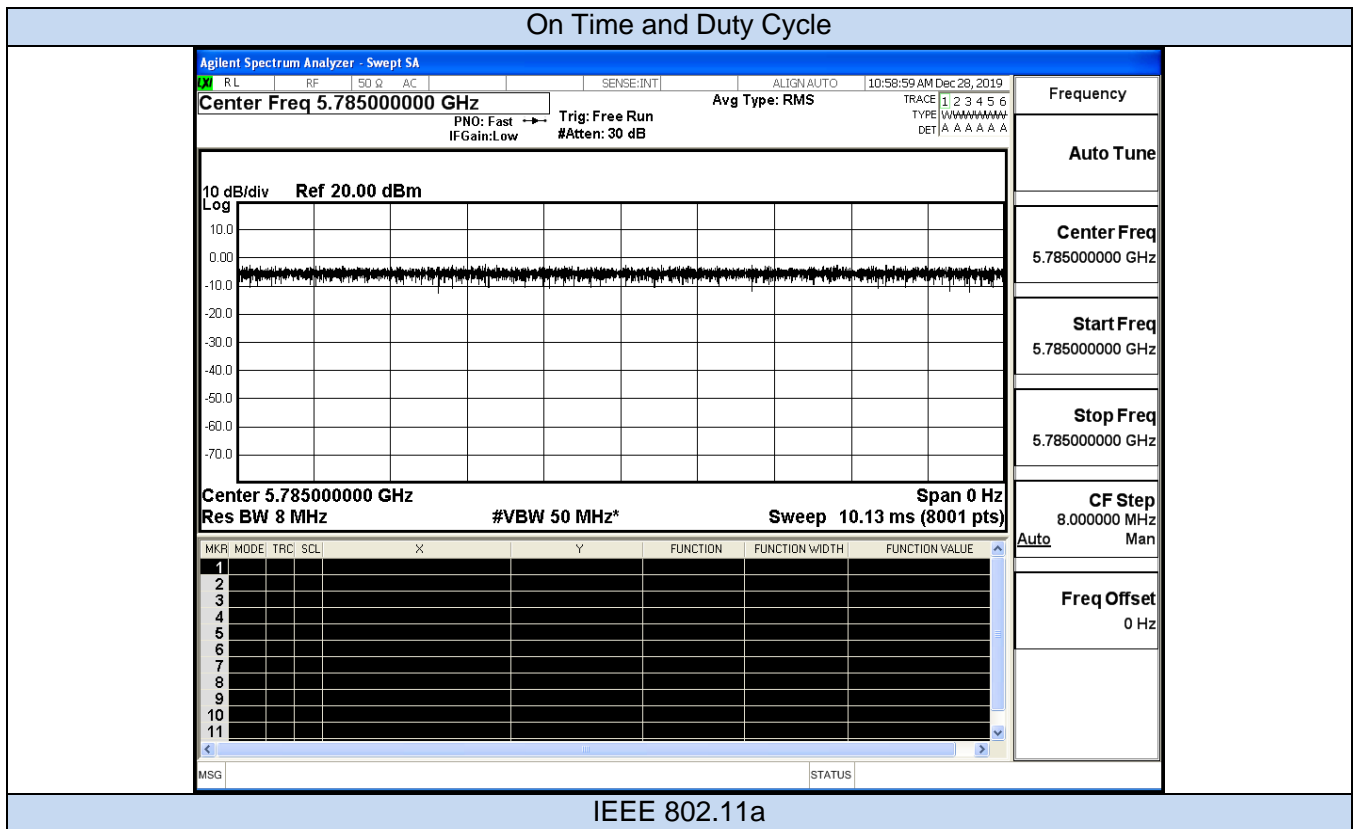 On Time and Duty Cycle
Agilent Spectrum Analyzer - Swept SA
LXI RL RF 50 Ω AC SENSE:INT ALIGN AUTO 10:58:59 AM Dec 28, 2019
Center Freq 5.785000000 GHz Avg Type: RMS TRACE 1 2 3 4 5 6
PNO: Fast Trig: Free Run TYPE WWWWWW
IFGain:Low #Atten: 30 dB DET A A A A A A
Frequency
Auto Tune
10 dB/div Ref 20.00 dBm
Log
10.0
0.00
-10.0
-20.0
-30.0
-40.0
-50.0
-60.0
-70.0
Center 5.785000000 GHz Span 0 Hz
Res BW 8 MHz #VBW 50 MHz* Sweep 10.13 ms (8001 pts)
Center Freq
5.785000000 GHz
Start Freq
5.785000000 GHz
Stop Freq
5.785000000 GHz
CF Step
8.000000 MHz
Auto Man
Freq Offset
0 Hz
MKR MODE TRC SCL X Y FUNCTION FUNCTION WIDTH FUNCTION VALUE
1
2
3
4
5
6
7
8
9
10
11
MSG STATUS
IEEE 802.11a